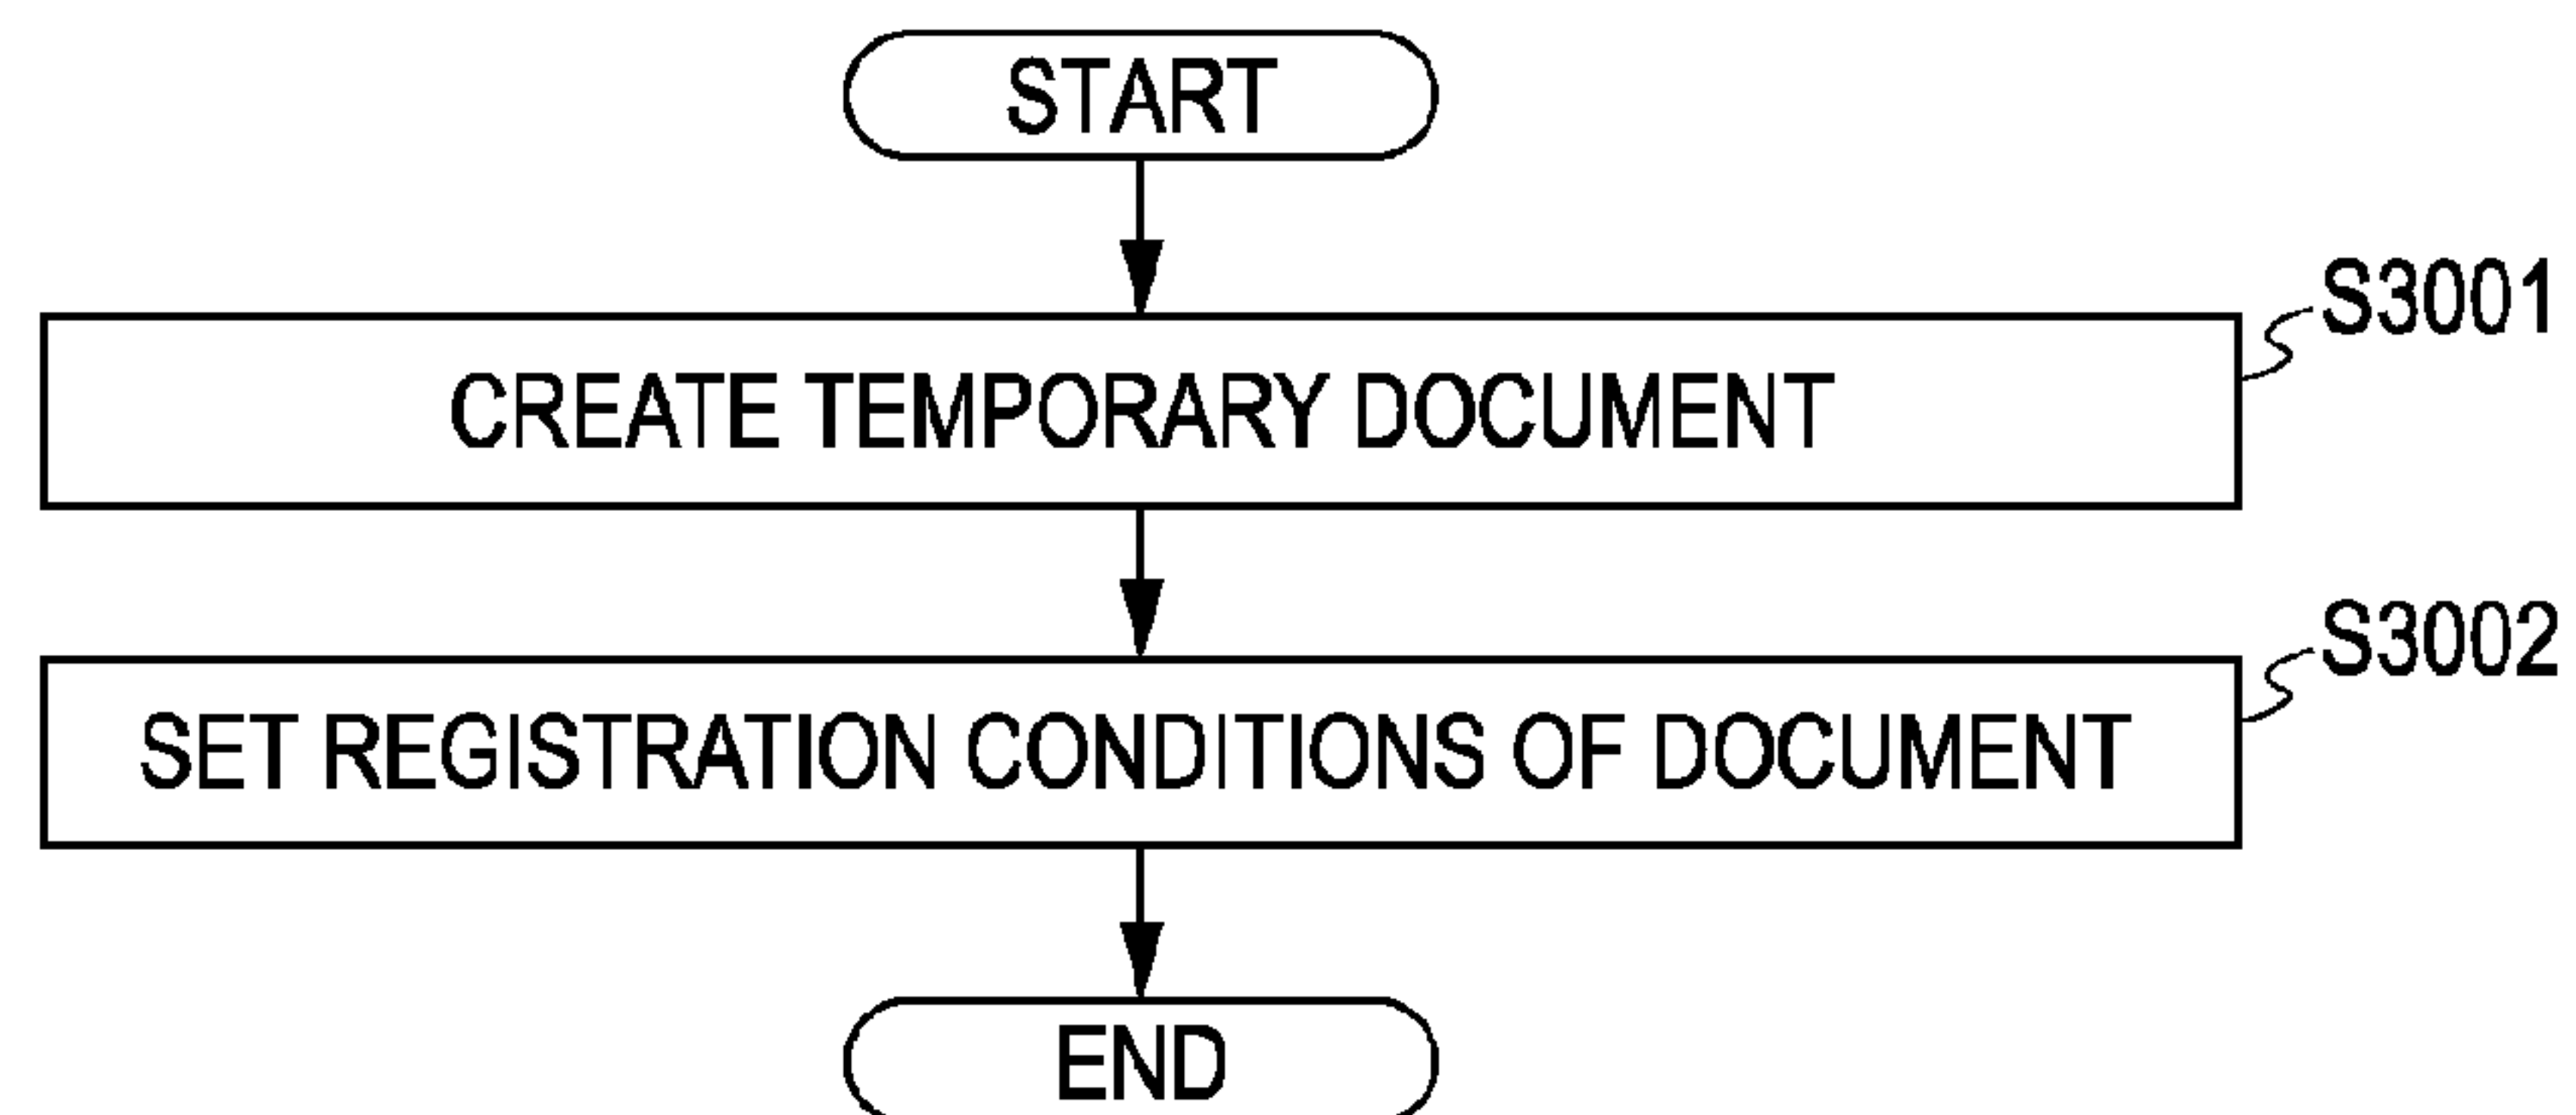 START
S3001
CREATE TEMPORARY DOCUMENT
S3002
SET REGISTRATION CONDITIONS OF DOCUMENT
END